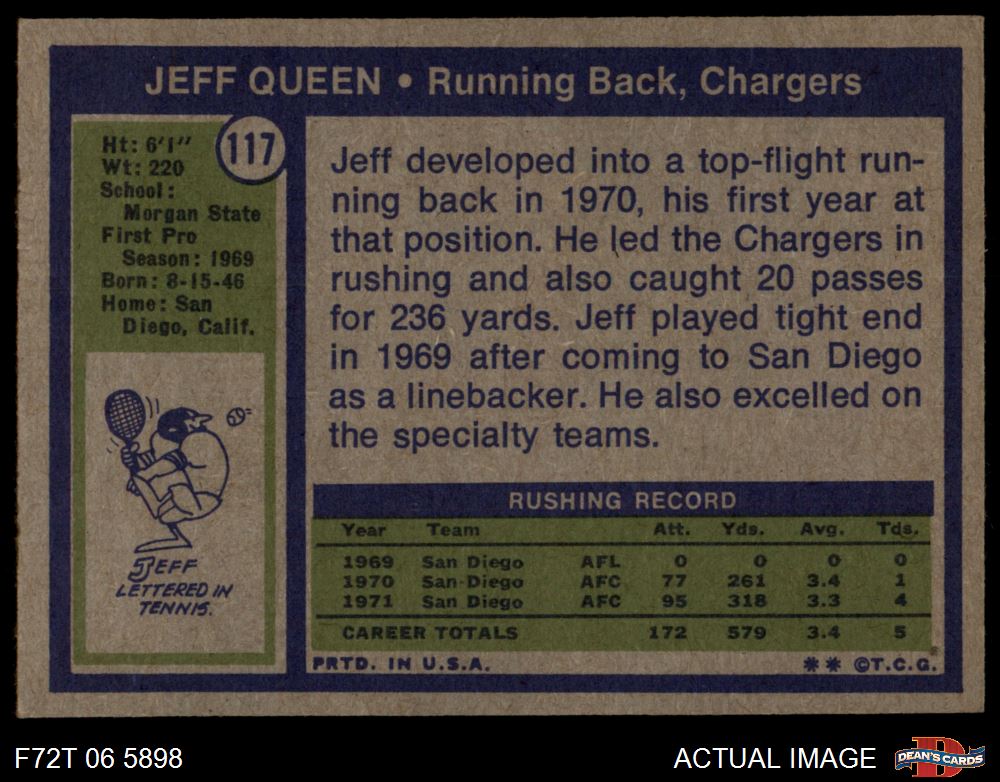 JEFF QUEEN • Running Back, Chargers
117
Ht: 6'1"
Wt: 220
School:
Morgan State
First Pro
Season: 1969
Born: 8-15-46
Home: San
Diego, Calif.
JEFF
LETTERED IN
TENNIS.
Jeff developed into a top-flight run-
ning back in 1970, his first year at
that position. He led the Chargers in
rushing and also caught 20 passes
for 236 yards. Jeff played tight end
in 1969 after coming to San Diego
as a linebacker. He also excelled on
the specialty teams.
RUSHING RECORD
Year Team Att. Yds. Avg. Tds.
1969 San Diego AFL 0 0 0 0
1970 San Diego AFC 77 261 3.4 1
1971 San Diego AFC 95 318 3.3 4
CAREER TOTALS 172 579 3.4 5
PRTD. IN U.S.A. ** ©T.C.G.
F72T 06 5898 ACTUAL IMAGE D DEAN'S CARDS